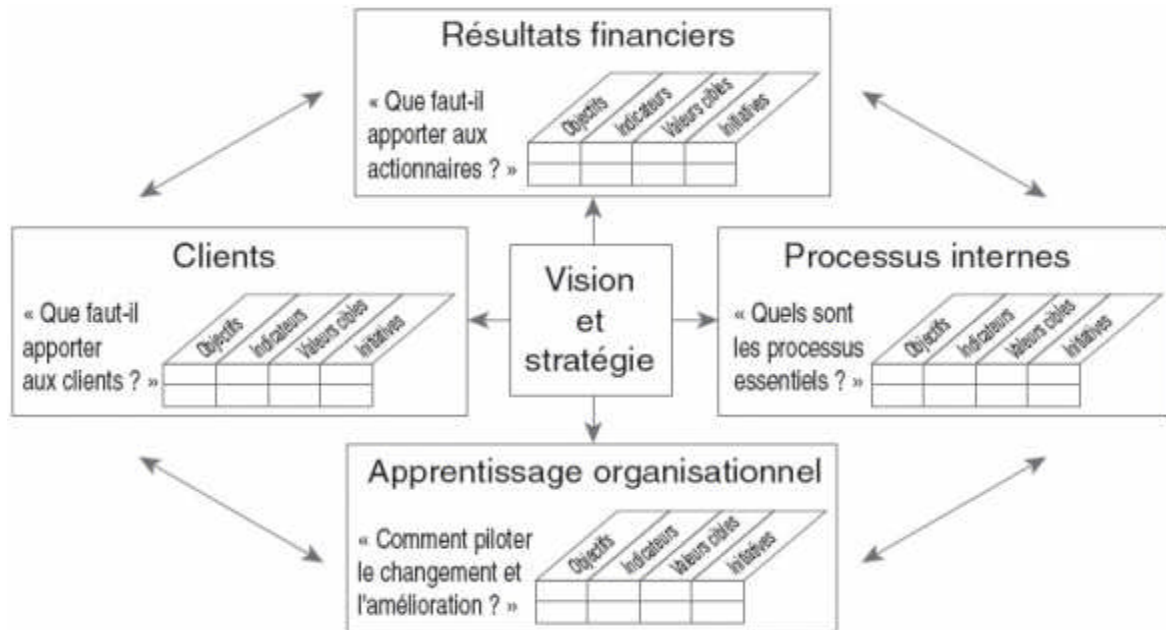 Résultats financiers
« Que faut-il
apporter aux
actionnaires ? »
Objectifs
Indicateurs
Valeurs cibles
Initiatives
Clients
« Que faut-il
apporter
aux clients ? »
Objectifs
Indicateurs
Valeurs cibles
Initiatives
Vision
et
stratégie
Processus internes
« Quels sont
les processus
essentiels ? »
Objectifs
Indicateurs
Valeurs cibles
Initiatives
Apprentissage organisationnel
« Comment piloter
le changement et
l'amélioration ? »
Objectifs
Indicateurs
Valeurs cibles
Initiatives